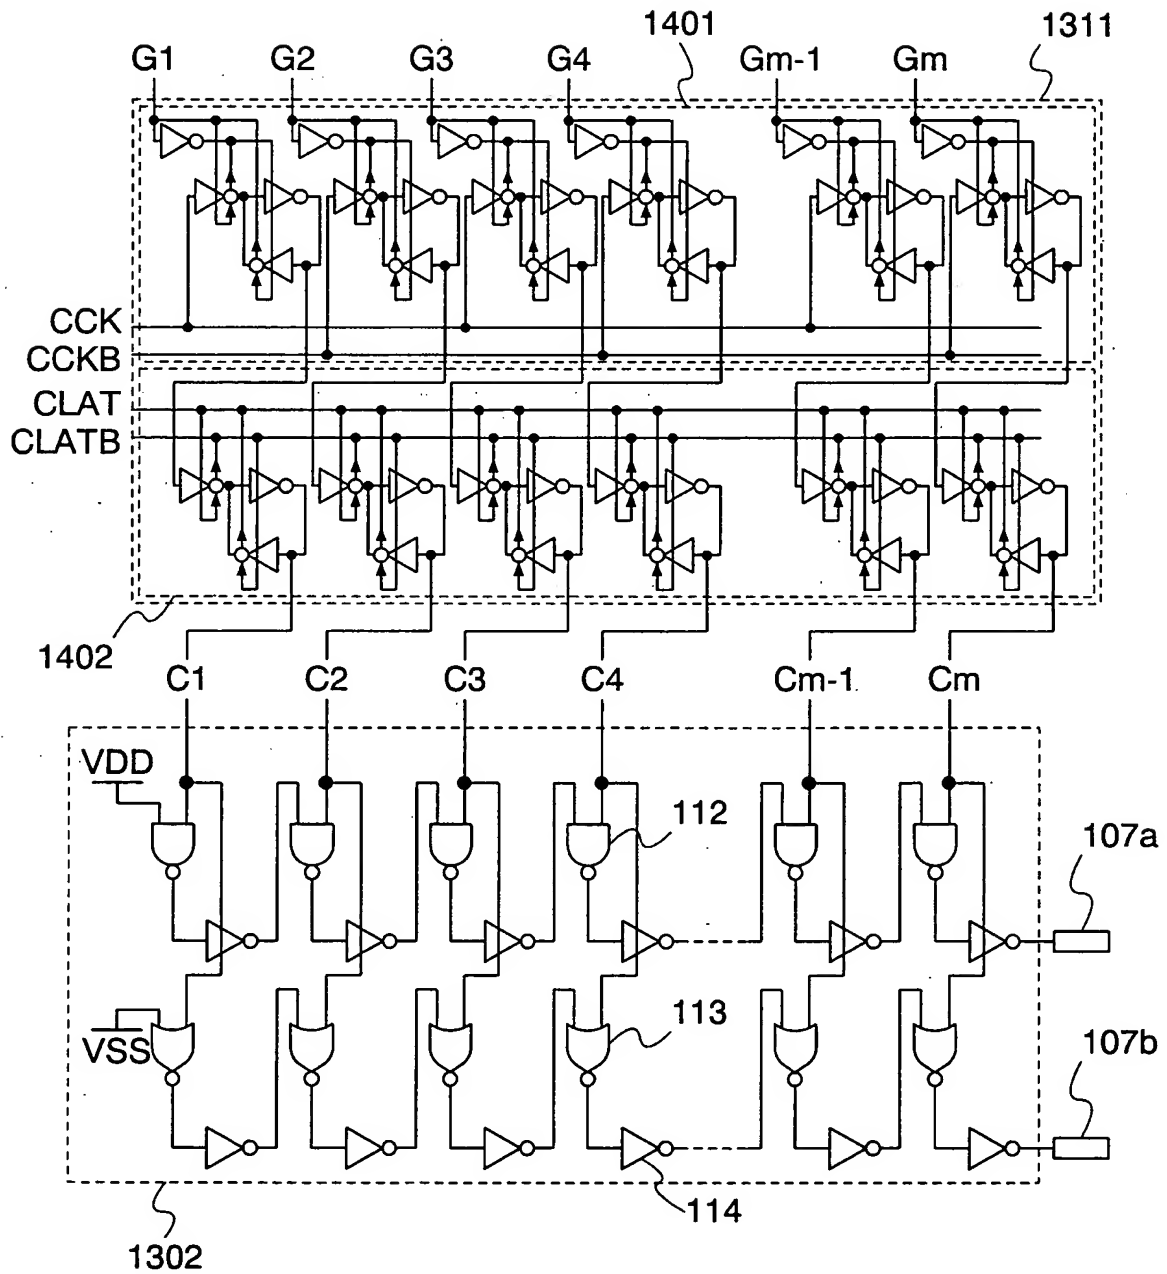 1401
1311
G1 G2 G3 G4 Gm-1 Gm
CCK
CCKB
CLAT
CLATB
1402
C1 C2 C3 C4 Cm-1 Cm
VDD
112
107a
113
VSS
107b
114
1302